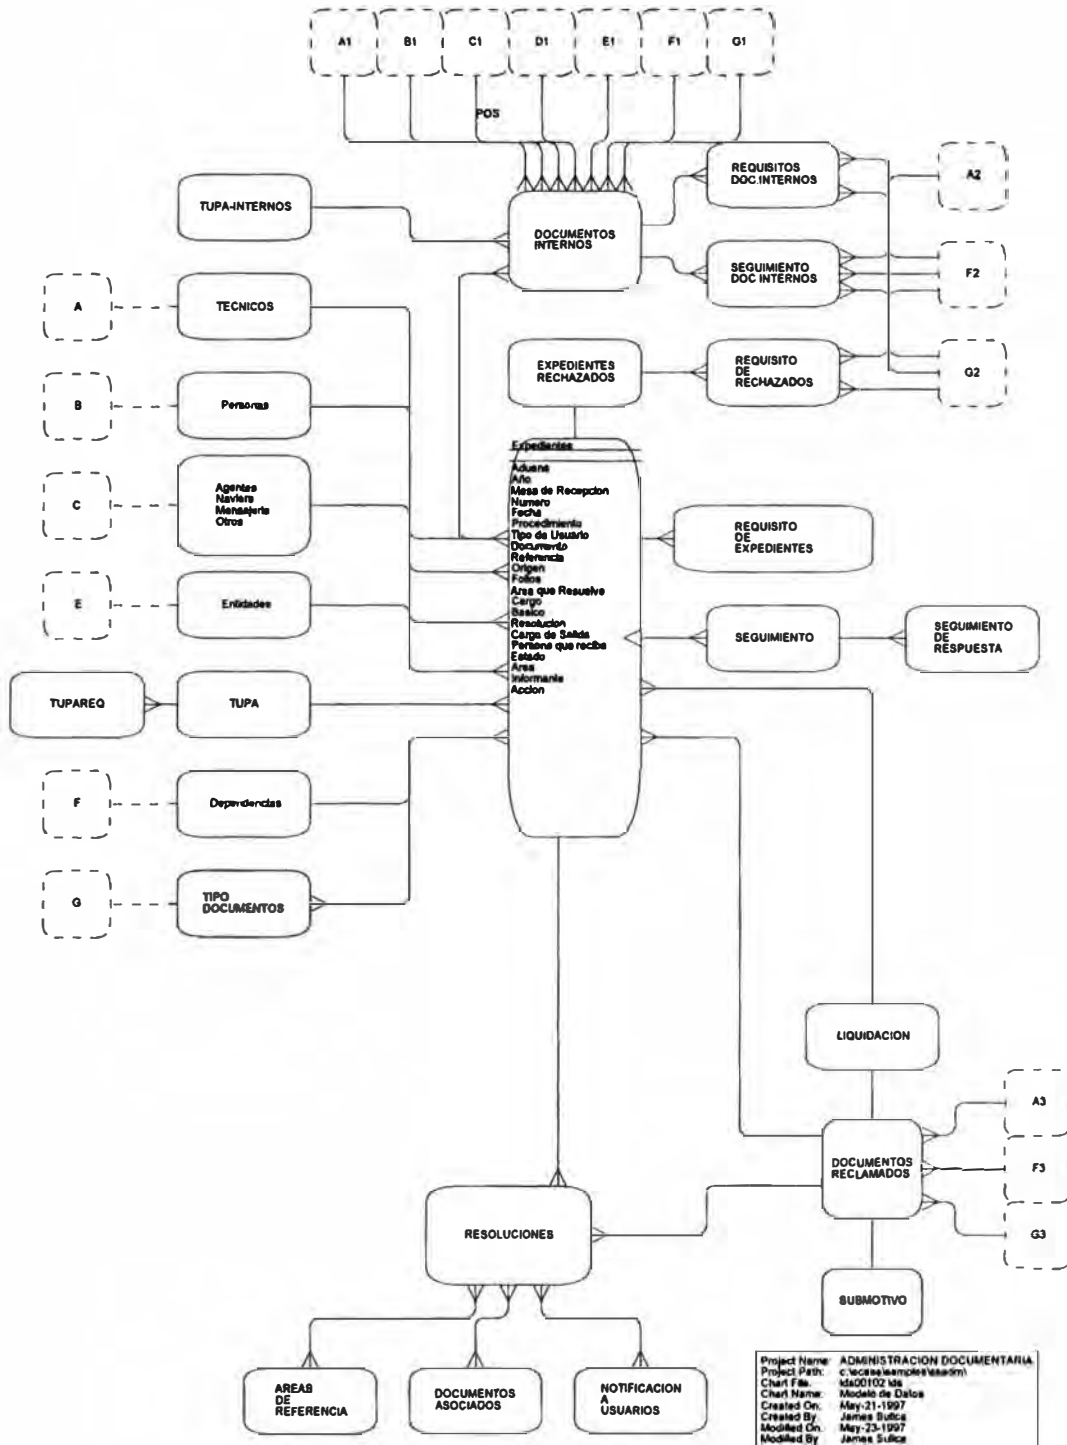 A1 B1 C1 D1 E1 F1 G1
POS
REQUISITOS
DOC.INTERNOS
A2
TUPA-INTERNOS
DOCUMENTOS
INTERNOS
SEGUIMIENTO
DOC INTERNOS
F2
A
TECNICOS
EXPEDIENTES
RECHAZADOS
REQUISITO
DE
RECHAZADOS
G2
B
Personas
Expedientes
Aduana
Año
Mesa de Recepcion
Numero
Fecha
Procedimiento
Tipo de Usuario
Documento
Referencia
Origen
Folios
Area que Resuelve
Cargo
Basico
Resolucion
Cargo de Salida
Persona que recibe
Estado
Area
Informante
Accion
C
Agentes
Naviera
Mensajeria
Otros
REQUISITO
DE
EXPEDIENTES
E
Entidades
SEGUIMIENTO
SEGUIMIENTO
DE
RESPUESTA
TUPAREQ
TUPA
F
Dependencias
G
TIPO
DOCUMENTOS
LIQUIDACION
A3
DOCUMENTOS
RECLAMADOS
F3
G3
RESOLUCIONES
SUBMOTIVO
AREAS
DE
REFERENCIA
DOCUMENTOS
ASOCIADOS
NOTIFICACION
A
USUARIOS
Project Name: ADMINISTRACION DOCUMENTARIA
Project Path:
Chart File: lds00102 lds
Chart Name: Modelo de Datos
Created On: May-21-1997
Created By: James
Modified On: May-23-1997
Modified By: James